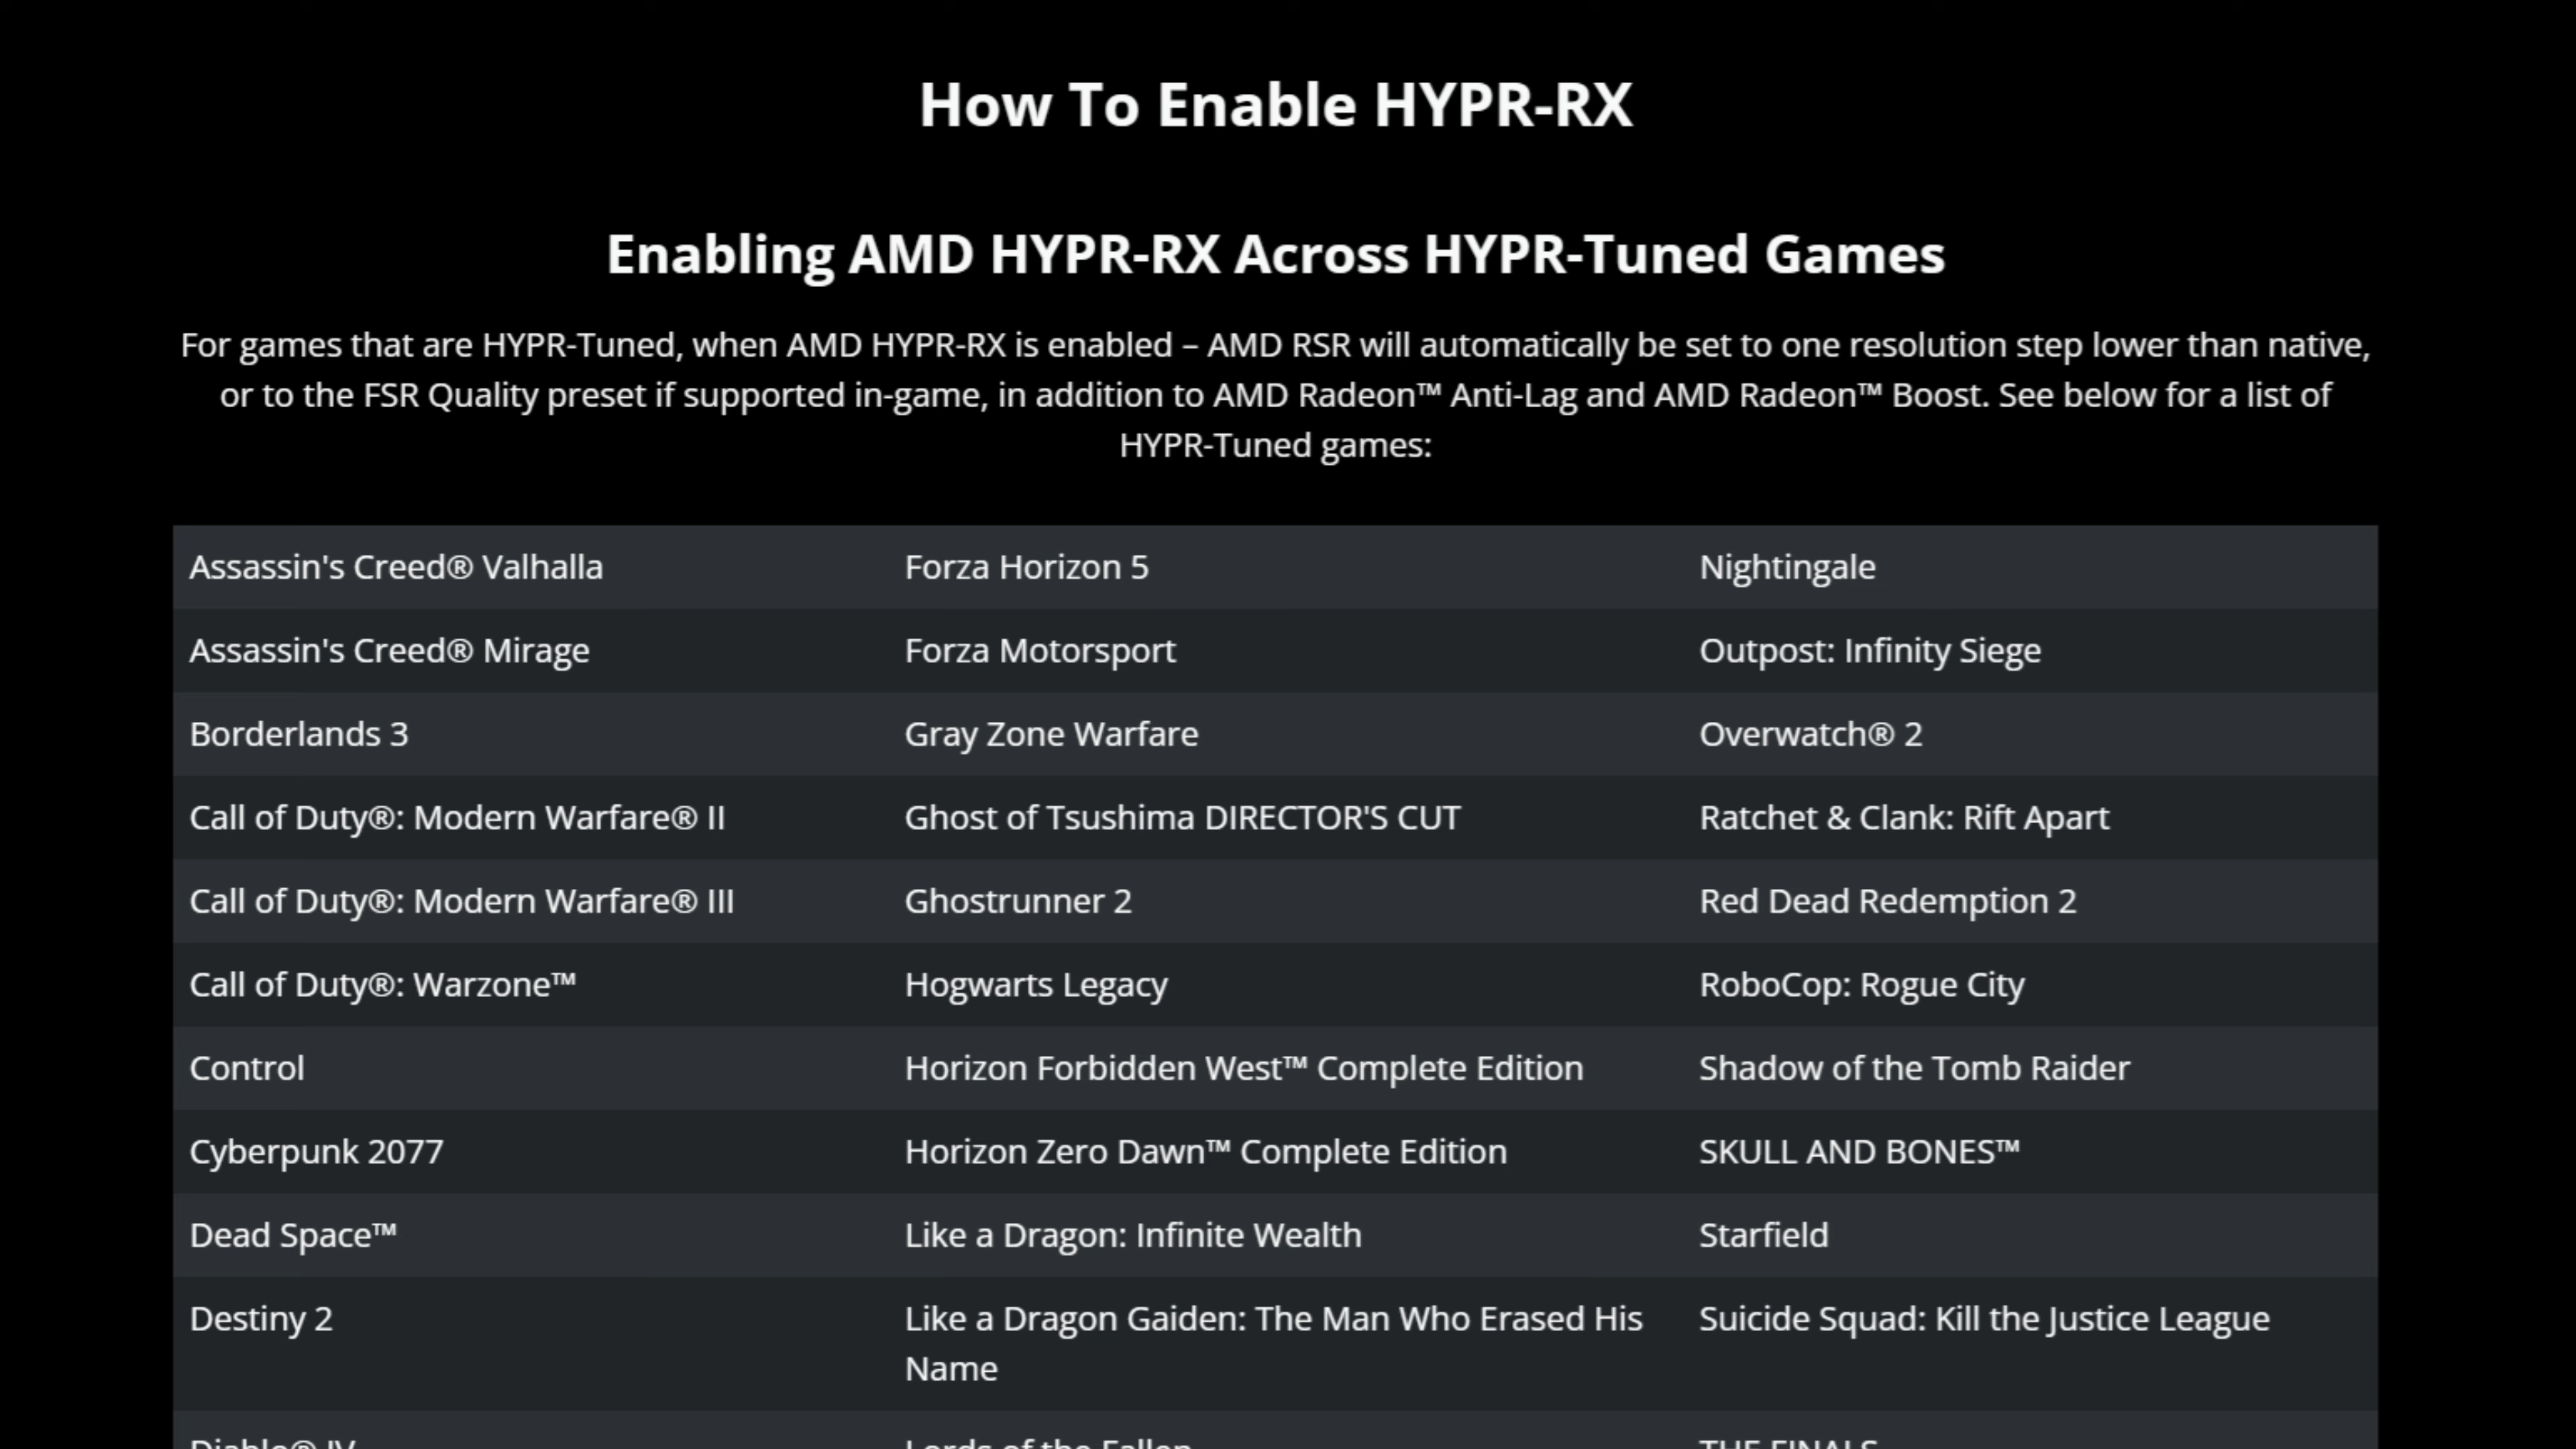 How To Enable HYPR-RX
Enabling AMD HYPR-RX Across HYPR-Tuned Games
For games that are HYPR-Tuned, when AMD HYPR-RX is enabled – AMD RSR will automatically be set to one resolution step lower than native,
or to the FSR Quality preset if supported in-game, in addition to AMD Radeon™ Anti-Lag and AMD Radeon™ Boost. See below for a list of
HYPR-Tuned games:
Assassin's Creed® Valhalla Forza Horizon 5 Nightingale
Assassin's Creed® Mirage Forza Motorsport Outpost: Infinity Siege
Borderlands 3 Gray Zone Warfare Overwatch® 2
Call of Duty®: Modern Warfare® II Ghost of Tsushima DIRECTOR'S CUT Ratchet & Clank: Rift Apart
Call of Duty®: Modern Warfare® III Ghostrunner 2 Red Dead Redemption 2
Call of Duty®: Warzone™ Hogwarts Legacy RoboCop: Rogue City
Control Horizon Forbidden West™ Complete Edition Shadow of the Tomb Raider
Cyberpunk 2077 Horizon Zero Dawn™ Complete Edition SKULL AND BONES™
Dead Space™ Like a Dragon: Infinite Wealth Starfield
Destiny 2 Like a Dragon Gaiden: The Man Who Erased His Suicide Squad: Kill the Justice League
Name
Diablo® IV Lords of the Fallen THE FINALS